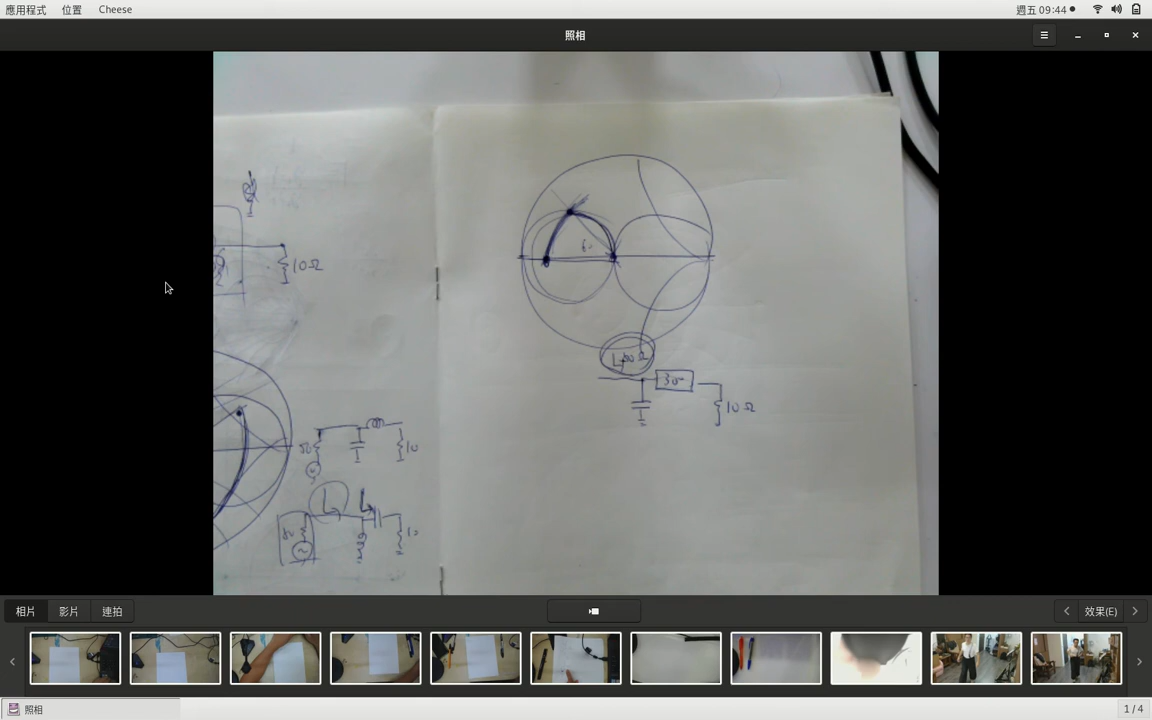 應用程式 位置 Cheese
週五 09:44
照相
10Ω
10Ω
10
相片 影片 連拍
效果(E)
照相
1 / 4